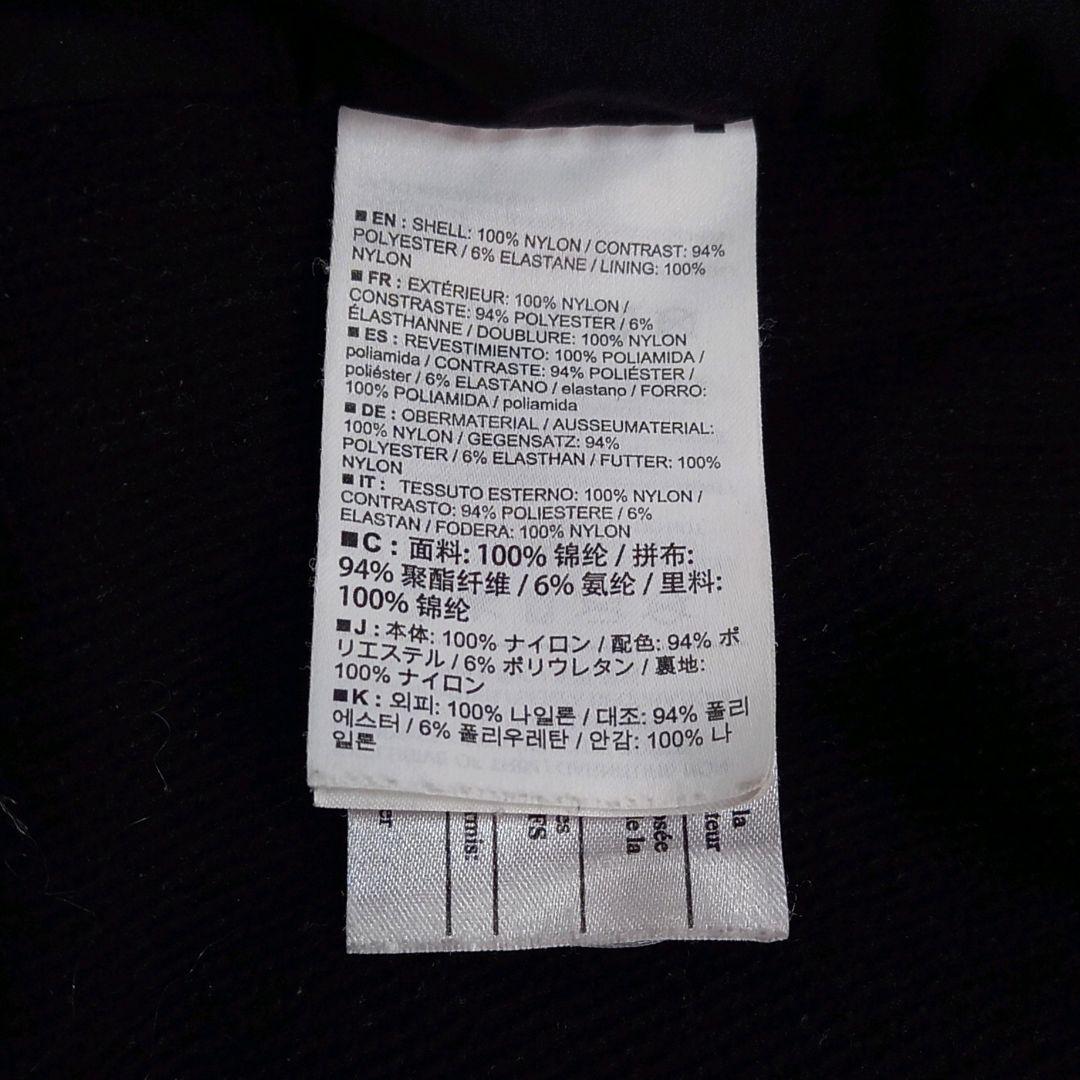 ■ EN : SHELL: 100% NYLON / CONTRAST: 94%
POLYESTER / 6% ELASTANE / LINING: 100%
NYLON
■ FR : EXTÉRIEUR: 100% NYLON /
CONSTRASTE: 94% POLYESTER / 6%
ÉLASTHANNE / DOUBLURE: 100% NYLON
■ ES : REVESTIMIENTO: 100% POLIAMIDA /
poliamida / CONTRASTE: 94% POLIÉSTER /
poliéster / 6% ELASTANO / elastano / FORRO:
100% POLIAMIDA / poliamida
■ DE : OBERMATERIAL / AUSSEUMATERIAL:
100% NYLON / GEGENSATZ: 94%
POLYESTER / 6% ELASTHAN / FUTTER: 100%
NYLON
■ IT : TESSUTO ESTERNO: 100% NYLON /
CONTRASTO: 94% POLIESTERE / 6%
ELASTAN / FODERA: 100% NYLON
■C : 面料: 100% 锦纶 / 拼布:
94% 聚酯纤维 / 6% 氨纶 / 里料:
100% 锦纶
■J : 本体: 100% ナイロン / 配色: 94% ポ
リエステル / 6% ポリウレタン / 裏地:
100% ナイロン
■K : 외피: 100% 나일론 / 대조: 94% 폴리
에스터 / 6% 폴리우레탄 / 안감: 100% 나
일론
la
de la